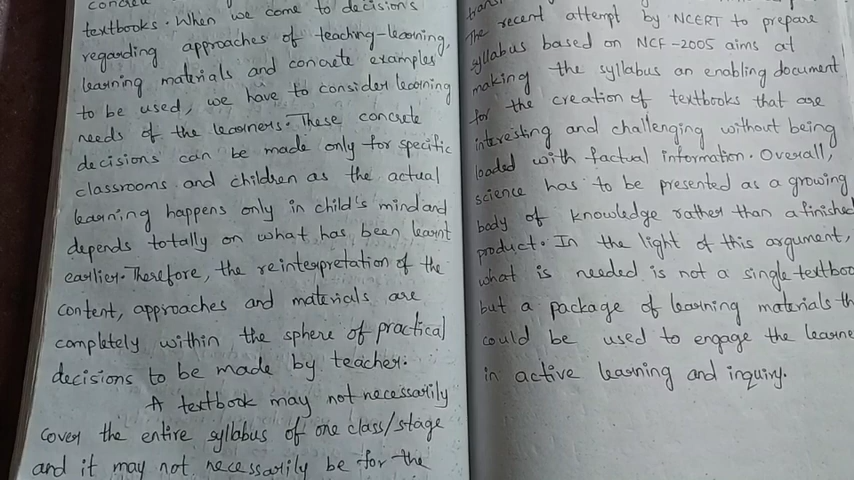 textbooks. When we come to decisions
regarding approaches of teaching-learning,
learning materials and concrete examples
to be used, we have to consider learning
needs of the learners. These concrete
decisions can be made only for specific
classrooms and children as the actual
learning happens only in child's mind and
depends totally on what has been learnt
earlier. Therefore, the reinterpretation of the
content, approaches and materials are
completely within the sphere of practical
decisions to be made by teacher.
A textbook may not necessarily
cover the entire syllabus of one class/stage
and it may not necessarily be for the
The recent attempt by NCERT to prepare
syllabus based on NCF-2005 aims at
making the syllabus an enabling document
for the creation of textbooks that are
interesting and challenging without being
loaded with factual information. Overall,
science has to be presented as a growing
body of knowledge rather than a finished
product. In the light of this argument,
what is needed is not a single textboo
but a package of learning materials th
could be used to engage the learne
in active learning and inquiry.